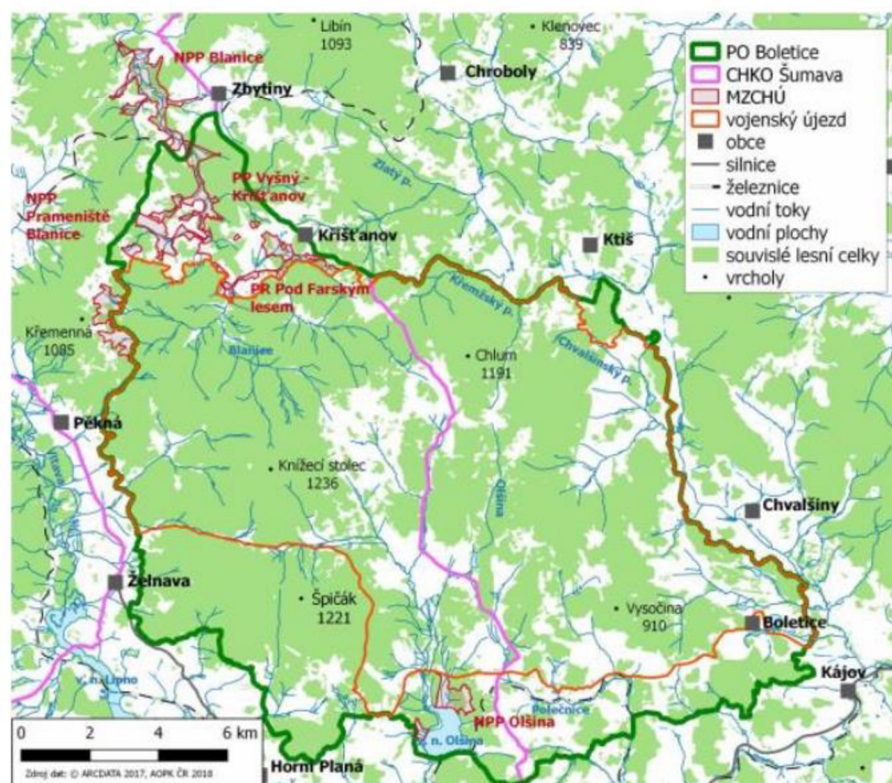 Libín
1093
Klenovec
839
NPP Blanice
Zbytiny
Chroboly
PO Boletice
CHKO Šumava
MZCHÚ
vojenský újezd
obce
silnice
železnice
vodní toky
vodní plochy
souvislé lesní celky
vrcholy
Zlatý p.
PP Vyšný -
Křišťanov
NPP
Prameniště
Blanice
Křišťanov
Ktiš
PR Pod Farským
lesem
Křemžský p.
Křemenná
1085
Blanice
Chlum
1191
Chvalšinský p.
Pěkná
Vltava
Knížecí stolec
1236
Olšina
Chvalšiny
Želnava
Špičák
1221
Vysočina
910
Boletice
Kájov
v. n. Lipno
NPP Olšina
Polečnice
n. Olšina
Horní Planá
0 2 4 6 km
Zdroj dat: © ARCDATA 2017, AOPK ČR 2018